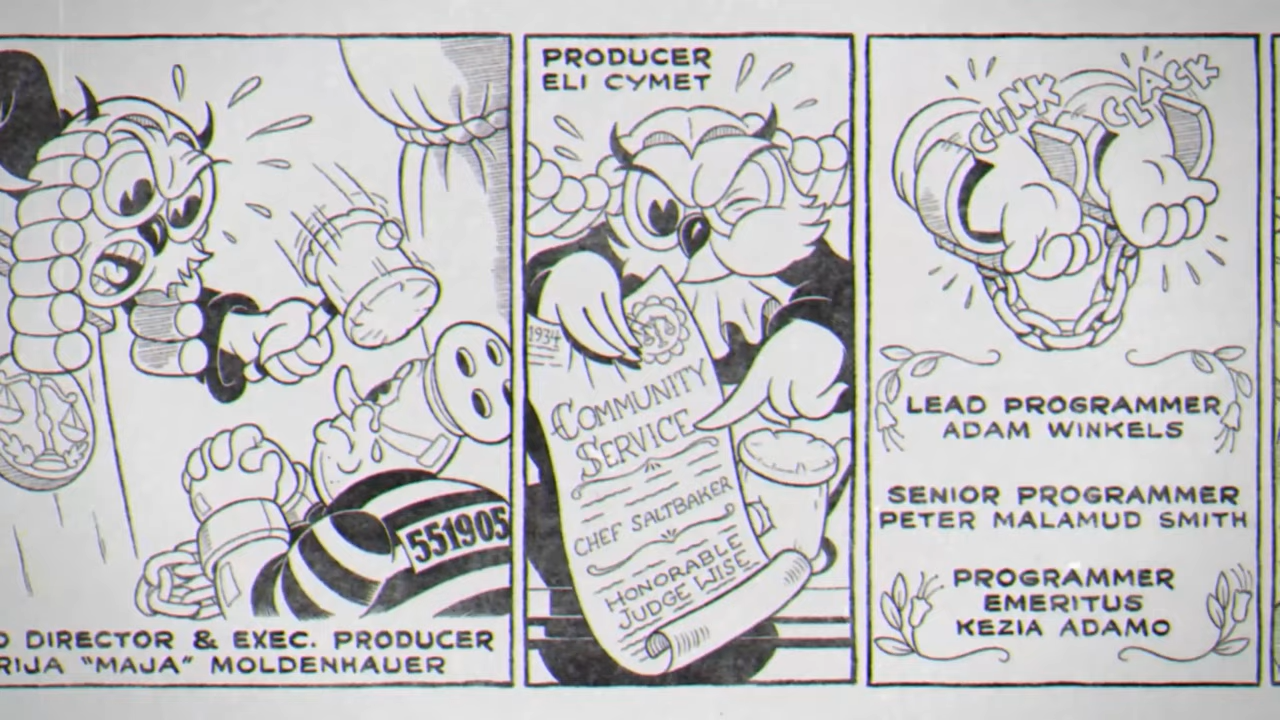 551905
D DIRECTOR & EXEC. PRODUCER
RIJA "MAJA" MOLDENHAUER
PRODUCER
ELI CYMET
1934
COMMUNITY
SERVICE
CHEF SALTBAKER
HONORABLE
JUDGE WISE
CLINK
CLACK
LEAD PROGRAMMER
ADAM WINKELS
SENIOR PROGRAMMER
PETER MALAMUD SMITH
PROGRAMMER
EMERITUS
KEZIA ADAMO